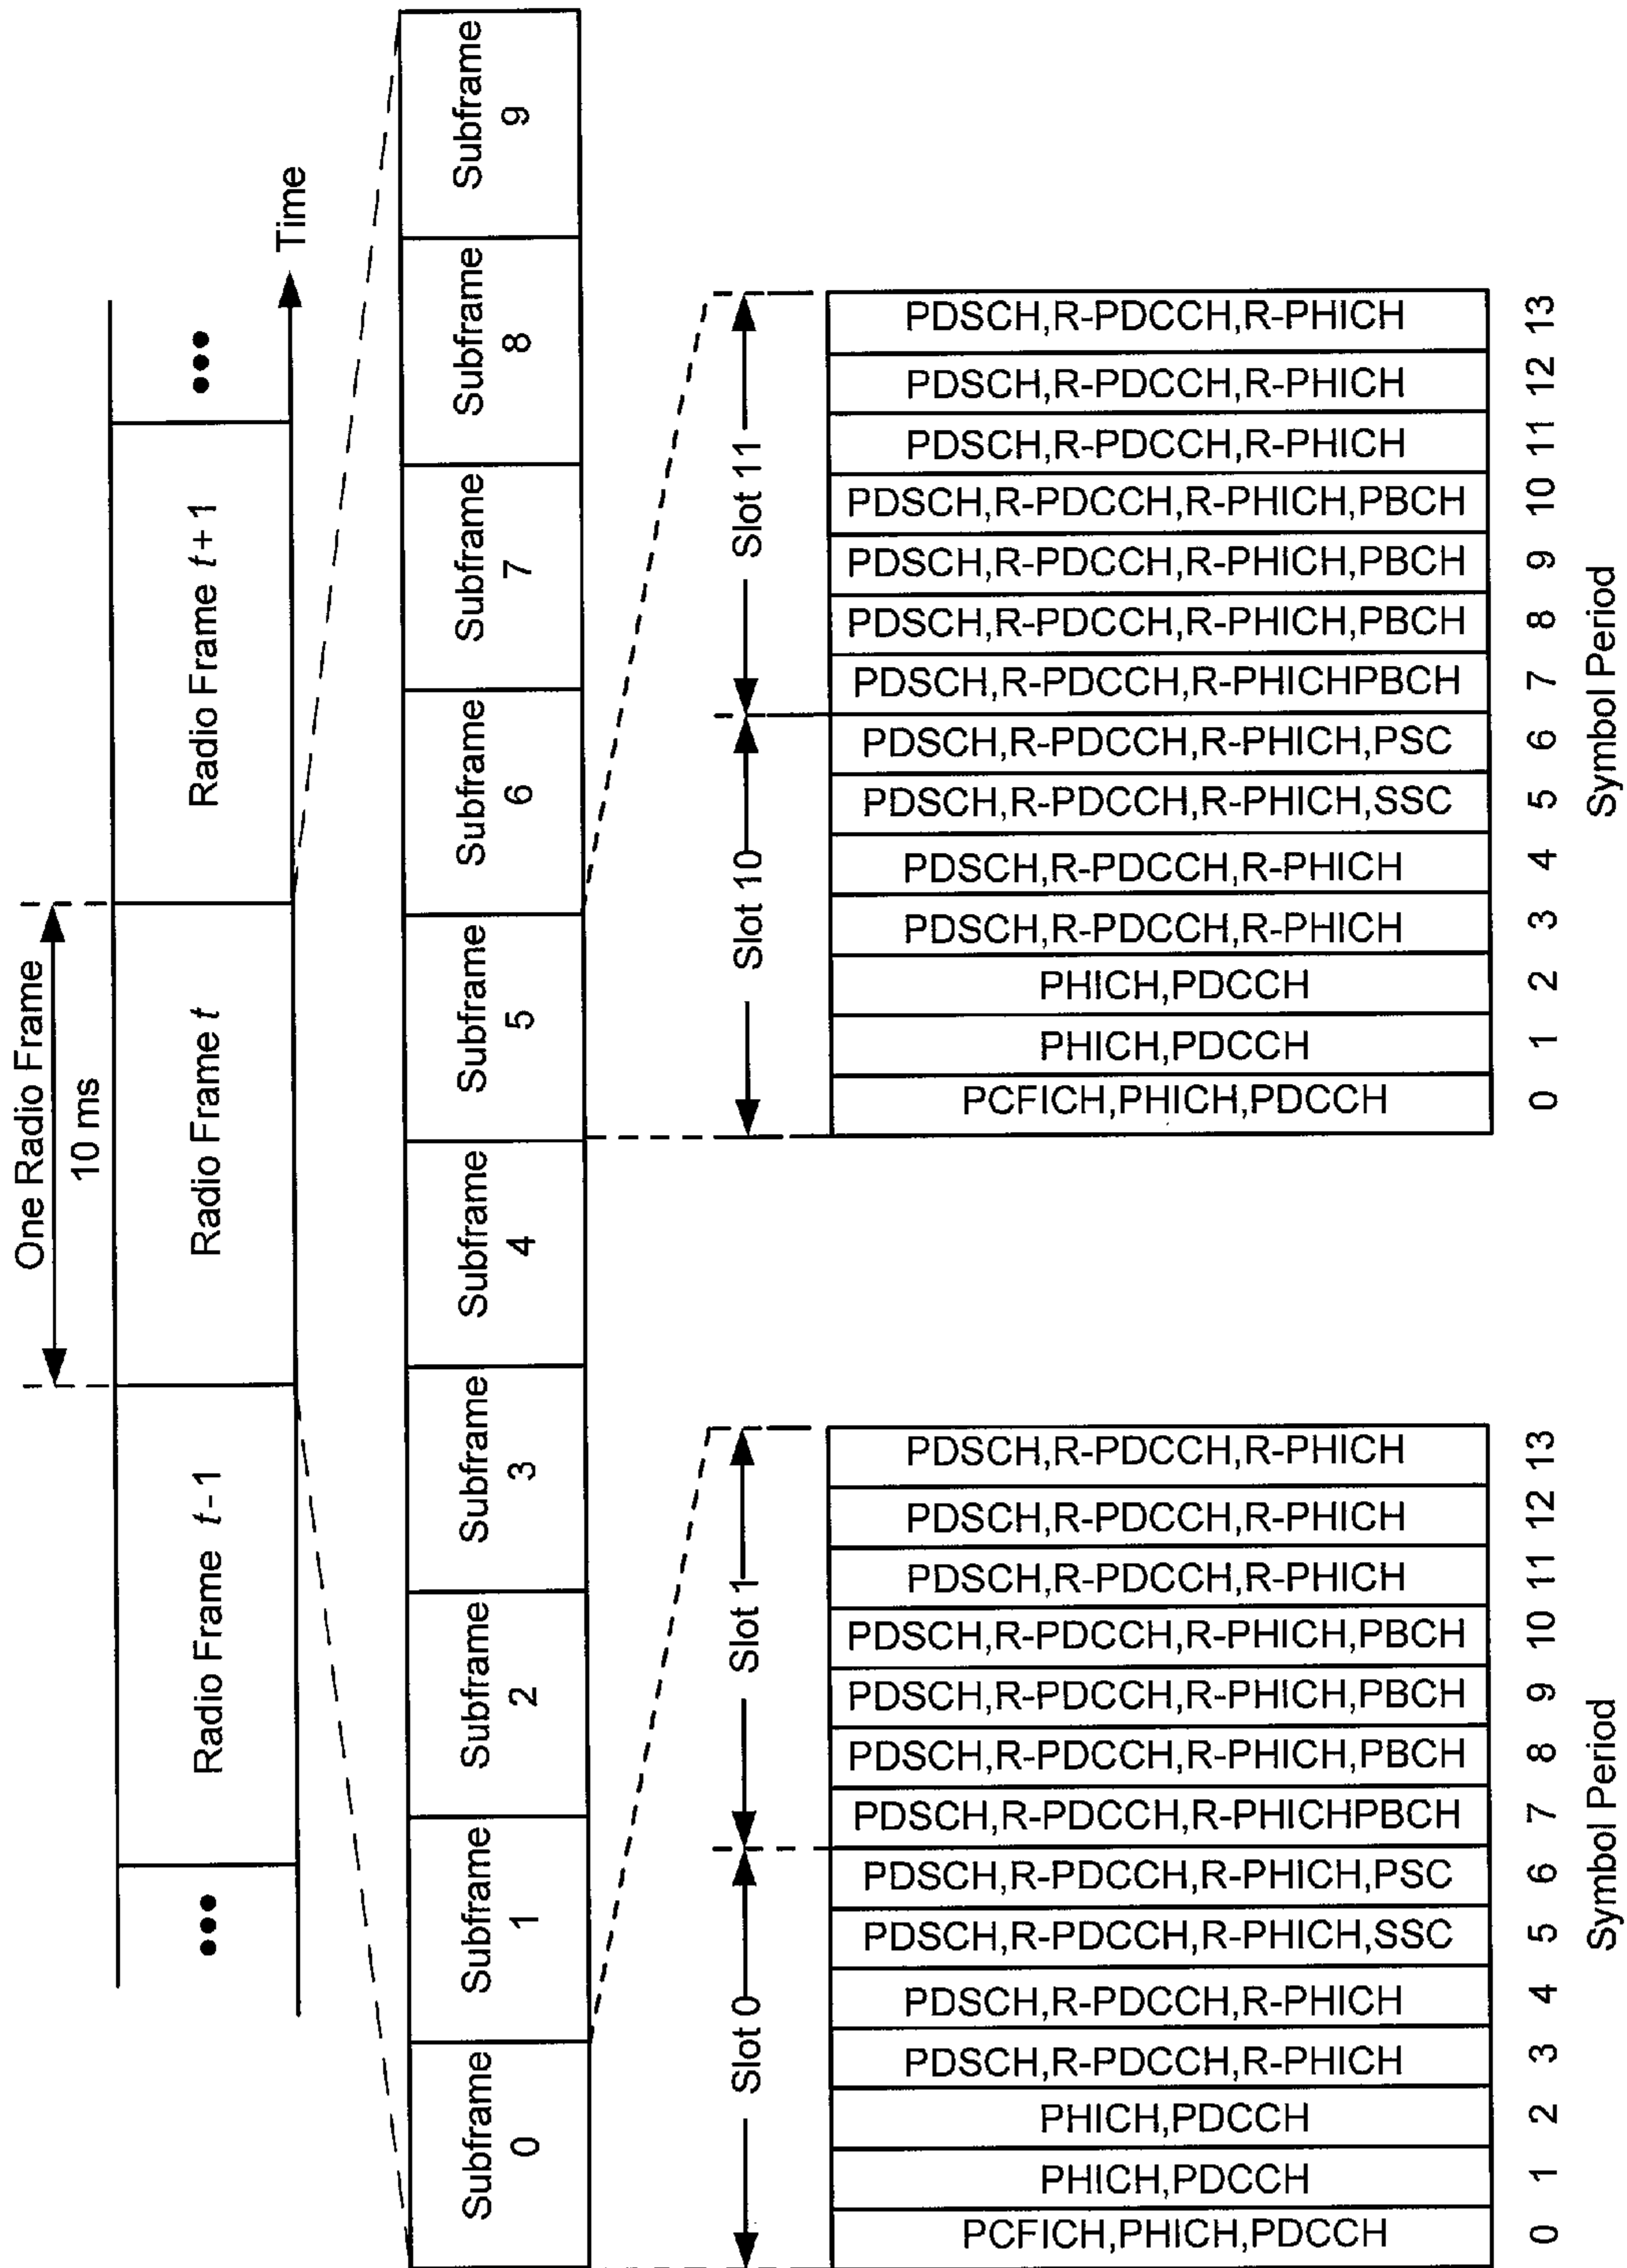 One Radio Frame
10 ms
Radio Frame t-1
Radio Frame t
Radio Frame t+1
Time
Subframe
0
Subframe
1
Subframe
2
Subframe
3
Subframe
4
Subframe
5
Subframe
6
Subframe
7
Subframe
8
Subframe
9
Slot 0
Slot 1
PCFICH,PHICH,PDCCH
PHICH,PDCCH
PHICH,PDCCH
PDSCH,R-PDCCH,R-PHICH
PDSCH,R-PDCCH,R-PHICH
PDSCH,R-PDCCH,R-PHICH,SSC
PDSCH,R-PDCCH,R-PHICH,PSC
PDSCH,R-PDCCH,R-PHICHPBCH
PDSCH,R-PDCCH,R-PHICH,PBCH
PDSCH,R-PDCCH,R-PHICH,PBCH
PDSCH,R-PDCCH,R-PHICH,PBCH
PDSCH,R-PDCCH,R-PHICH
PDSCH,R-PDCCH,R-PHICH
PDSCH,R-PDCCH,R-PHICH
0 1 2 3 4 5 6 7 8 9 10 11 12 13
Symbol Period
Slot 10
Slot 11
PCFICH,PHICH,PDCCH
PHICH,PDCCH
PHICH,PDCCH
PDSCH,R-PDCCH,R-PHICH
PDSCH,R-PDCCH,R-PHICH
PDSCH,R-PDCCH,R-PHICH,SSC
PDSCH,R-PDCCH,R-PHICH,PSC
PDSCH,R-PDCCH,R-PHICHPBCH
PDSCH,R-PDCCH,R-PHICH,PBCH
PDSCH,R-PDCCH,R-PHICH,PBCH
PDSCH,R-PDCCH,R-PHICH,PBCH
PDSCH,R-PDCCH,R-PHICH
PDSCH,R-PDCCH,R-PHICH
PDSCH,R-PDCCH,R-PHICH
0 1 2 3 4 5 6 7 8 9 10 11 12 13
Symbol Period